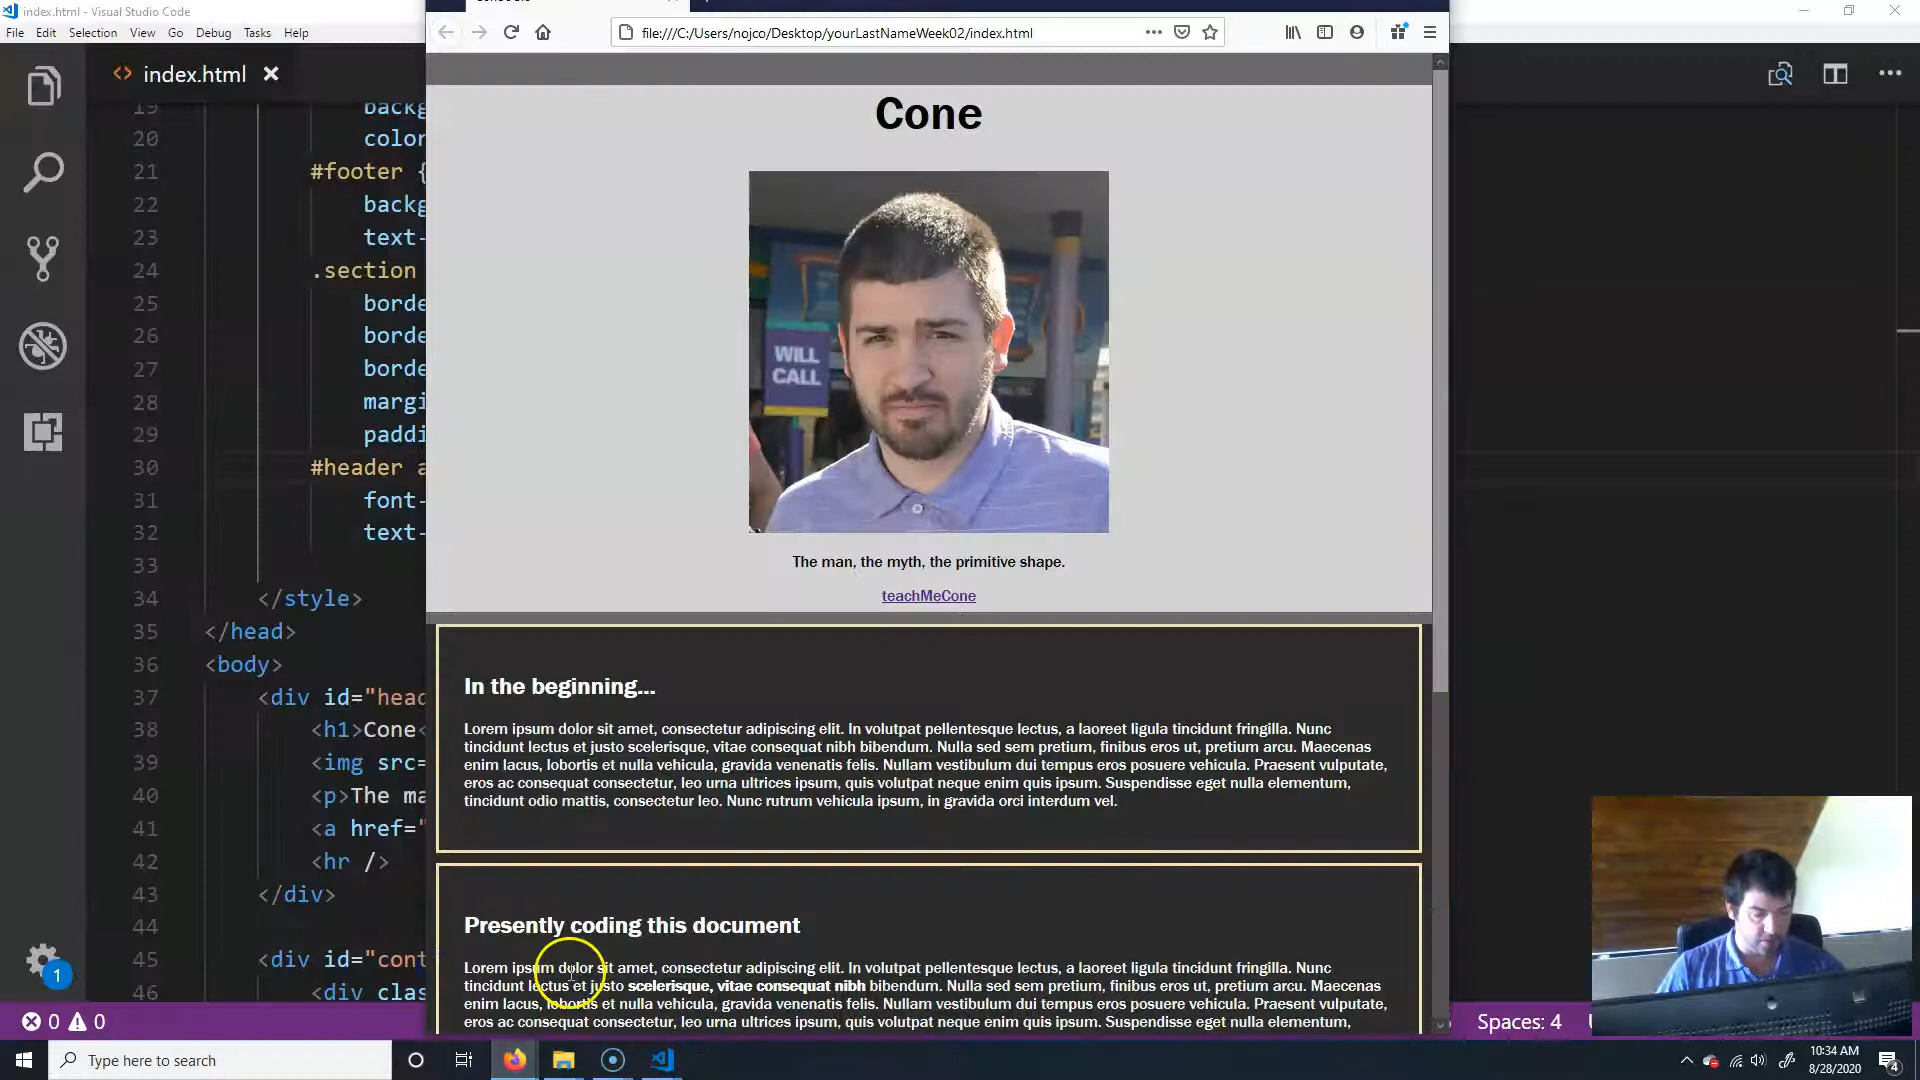 index.html - Visual Studio Code
File Edit Selection View Go Debug Tasks Help
file:///C:/Users/nojco/Desktop/yourLastNameWeek02/index.html
index.html
19 backg
20 color
21 #footer {
22 backg
23 text-
24 .section
25 borde
26 borde
27 borde
28 margi
29 paddi
30 #header a
31 font-
32 text-
33
34 </style>
35 </head>
36 <body>
37 <div id="head
38 <h1>Cone<
39 <img src=
40 <p>The ma
41 <a href="
42 <hr />
43 </div>
44
45 <div id="cont
46 <div clas
Cone
WILL
CALL
The man, the myth, the primitive shape.
teachMeCone
In the beginning...
Lorem ipsum dolor sit amet, consectetur adipiscing elit. In volutpat pellentesque lectus, a laoreet ligula tincidunt fringilla. Nunc
tincidunt lectus et justo scelerisque, vitae consequat nibh bibendum. Nulla sed sem pretium, finibus eros ut, pretium arcu. Maecenas
enim lacus, lobortis et nulla vehicula, gravida venenatis felis. Nullam vestibulum dui tempus eros posuere vehicula. Praesent vulputate,
eros ac consequat consectetur, leo urna ultrices ipsum, quis volutpat neque enim quis ipsum. Suspendisse eget nulla elementum,
tincidunt odio mattis, consectetur leo. Nunc rutrum vehicula ipsum, in gravida orci interdum vel.
Presently coding this document
Lorem ipsum dolor sit amet, consectetur adipiscing elit. In volutpat pellentesque lectus, a laoreet ligula tincidunt fringilla. Nunc
tincidunt lectus et justo scelerisque, vitae consequat nibh bibendum. Nulla sed sem pretium, finibus eros ut, pretium arcu. Maecenas
enim lacus, lobortis et nulla vehicula, gravida venenatis felis. Nullam vestibulum dui tempus eros posuere vehicula. Praesent vulputate,
eros ac consequat consectetur, leo urna ultrices ipsum, quis volutpat neque enim quis ipsum. Suspendisse eget nulla elementum,
1
0 0
Spaces: 4
Type here to search
10:34 AM
8/28/2020
4